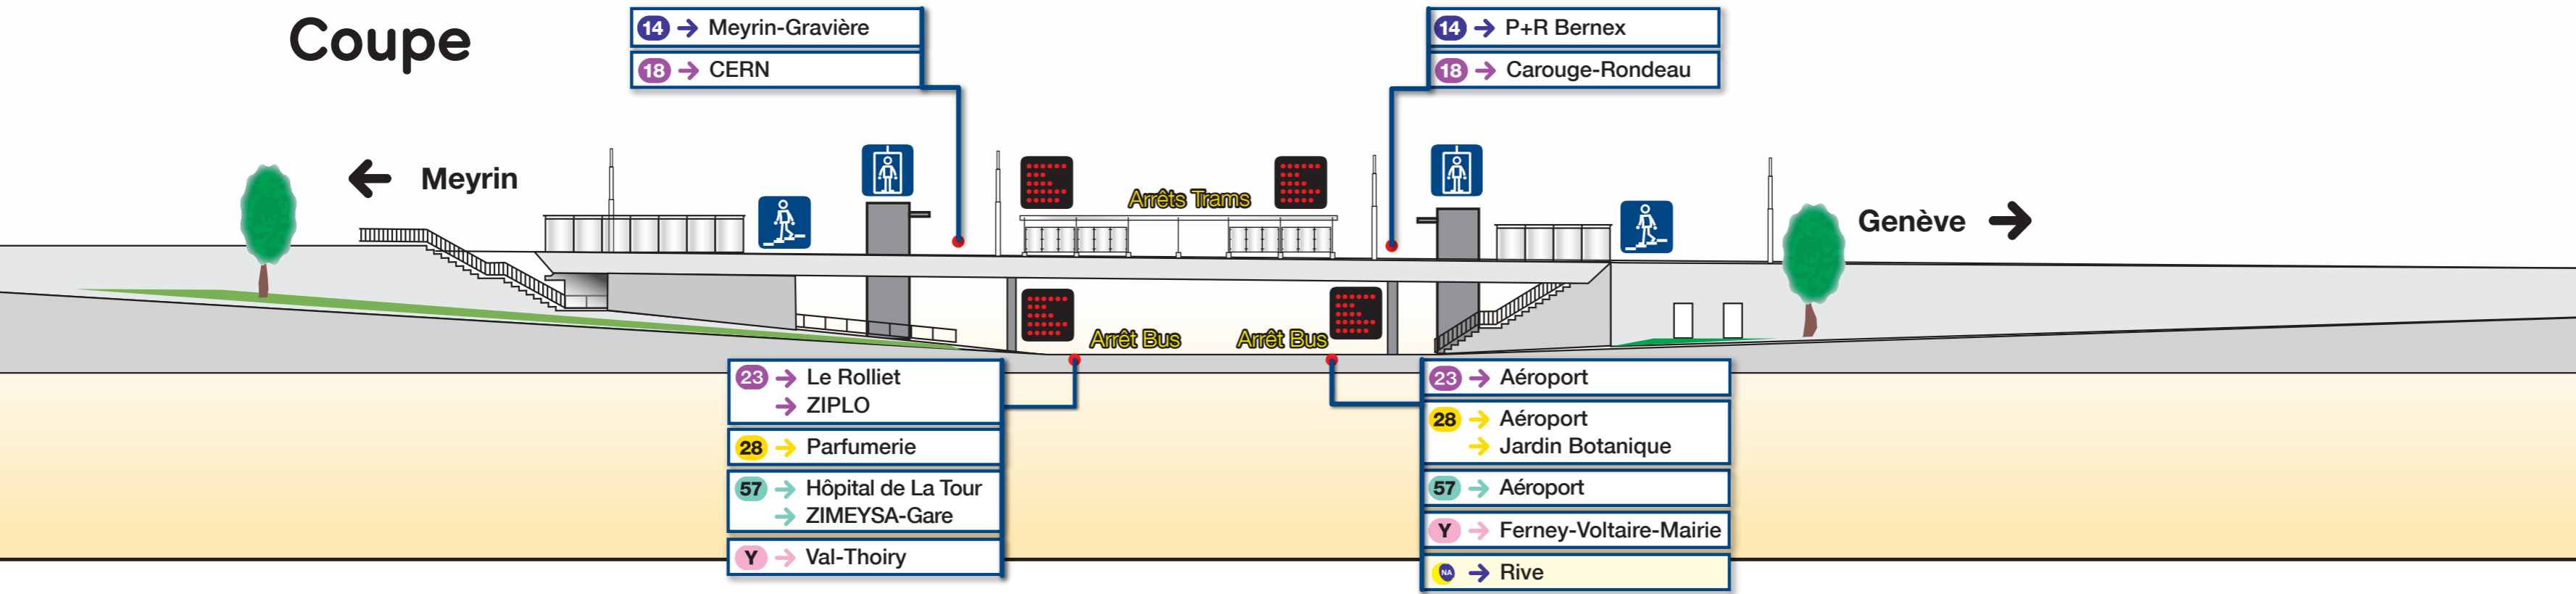 Coupe
14 → Meyrin-Gravière
18 → CERN
14 → P+R Bernex
18 → Carouge-Rondeau
← Meyrin
Arrêts Trams
Genève →
Arrêt Bus
Arrêt Bus
23 → Le Rolliet
→ ZIPLO
28 → Parfumerie
57 → Hôpital de La Tour
→ ZIMEYSA-Gare
Y → Val-Thoiry
23 → Aéroport
28 → Aéroport
→ Jardin Botanique
57 → Aéroport
Y → Ferney-Voltaire-Mairie
NA → Rive